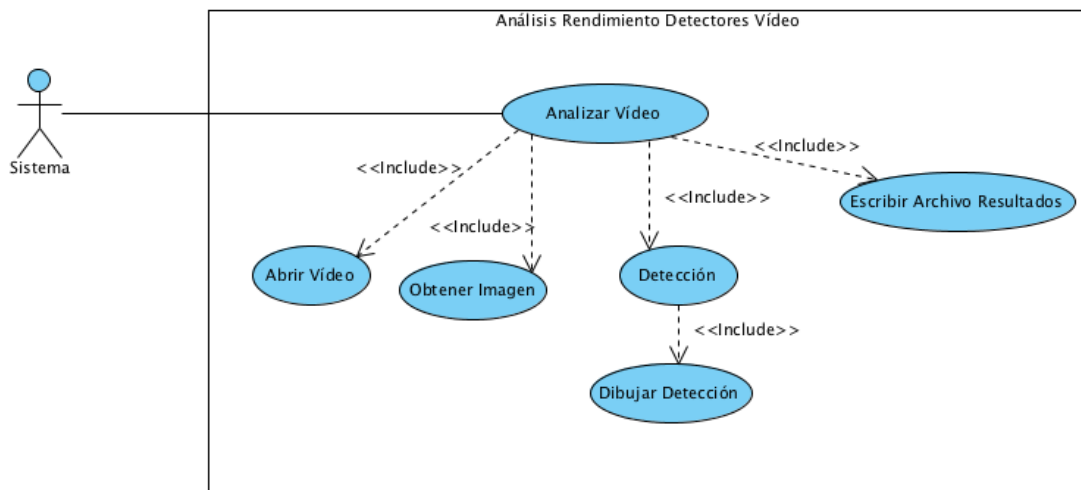 Análisis Rendimiento Detectores Vídeo
Sistema
Analizar Vídeo
<<Include>>
<<Include>>
<<Include>>
<<Include>>
Escribir Archivo Resultados
Abrir Vídeo
Obtener Imagen
Detección
<<Include>>
Dibujar Detección